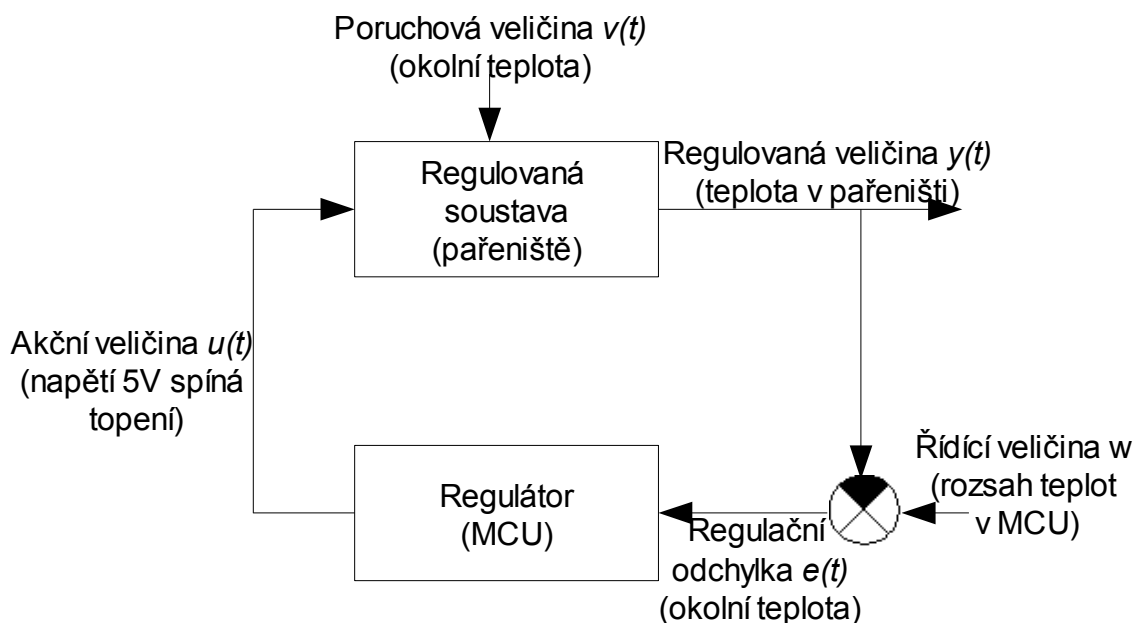 Poruchová veličina v(t)
(okolní teplota)
Regulovaná
soustava
(pařeniště)
Regulovaná veličina y(t)
(teplota v pařeništi)
Akční veličina u(t)
(napětí 5V spíná
topení)
Regulátor
(MCU)
Řídící veličina w
(rozsah teplot
v MCU)
Regulační
odchylka e(t)
(okolní teplota)